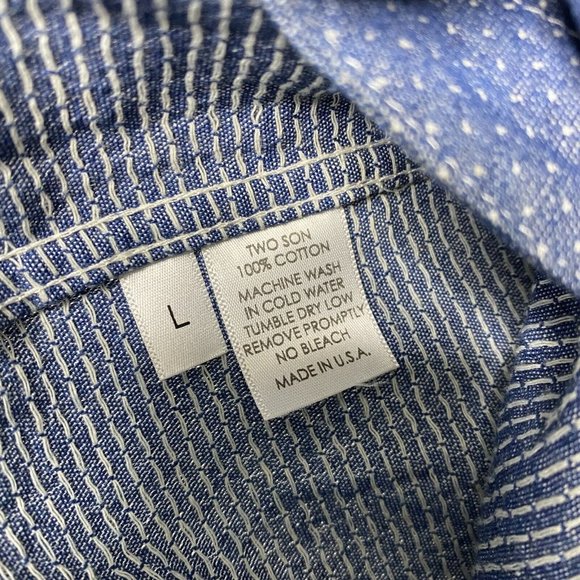 L
TWO SON
100% COTTON
MACHINE WASH
IN COLD WATER
TUMBLE DRY LOW
REMOVE PROMPTLY
NO BLEACH
MADE IN U.S.A.